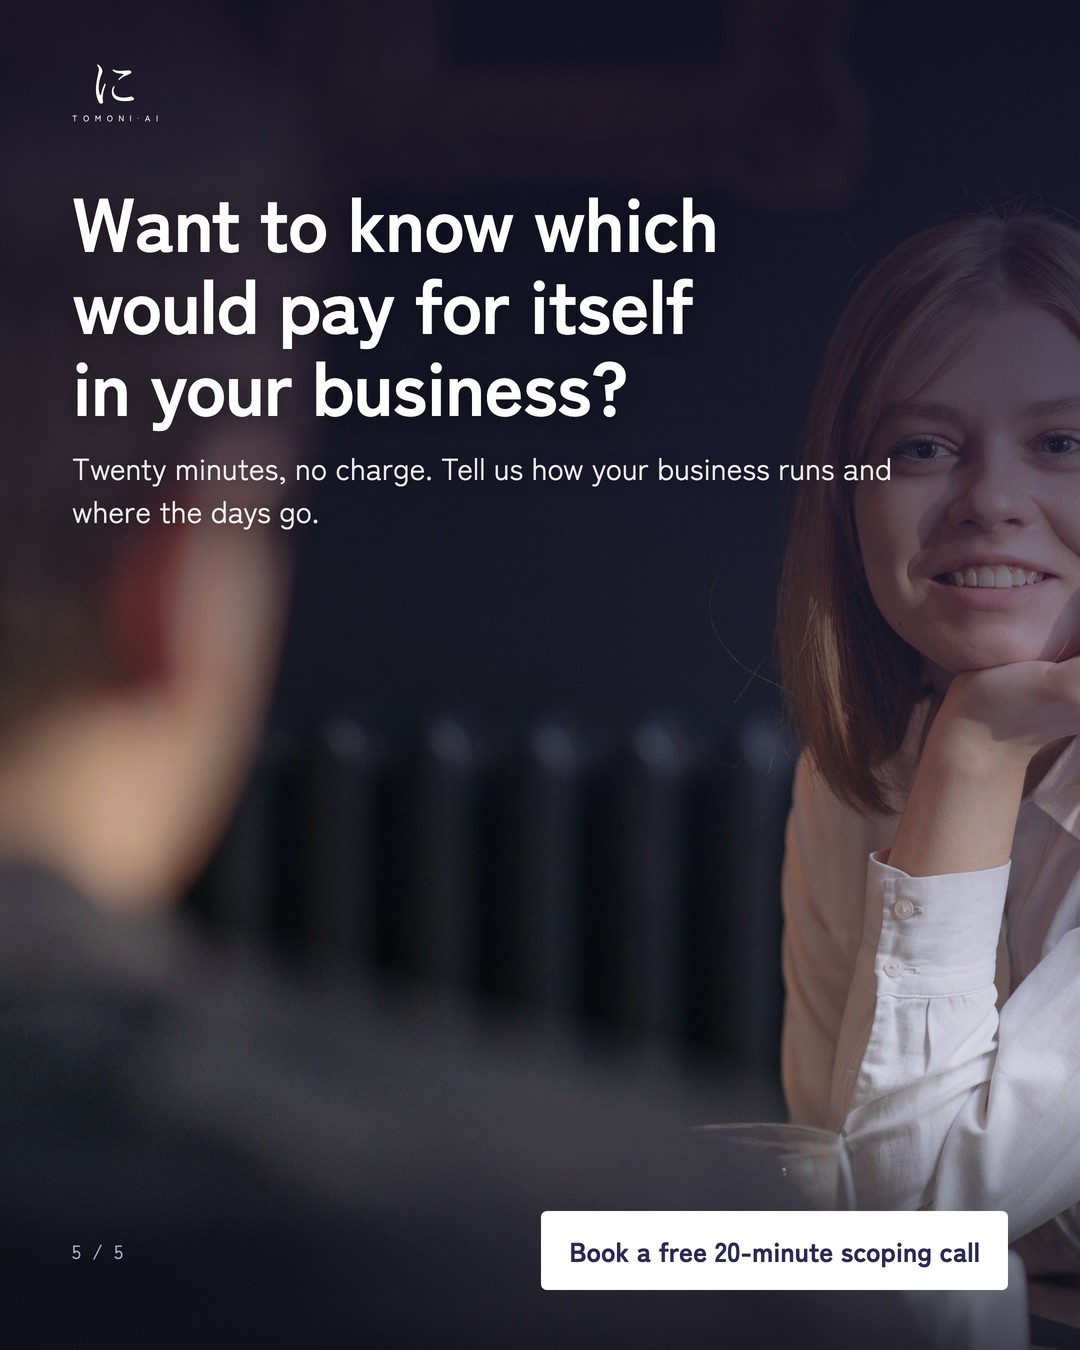 に
TOMONI·AI
Want to know which
would pay for itself
in your business?
Twenty minutes, no charge. Tell us how your business runs and
where the days go.
5 / 5
Book a free 20-minute scoping call